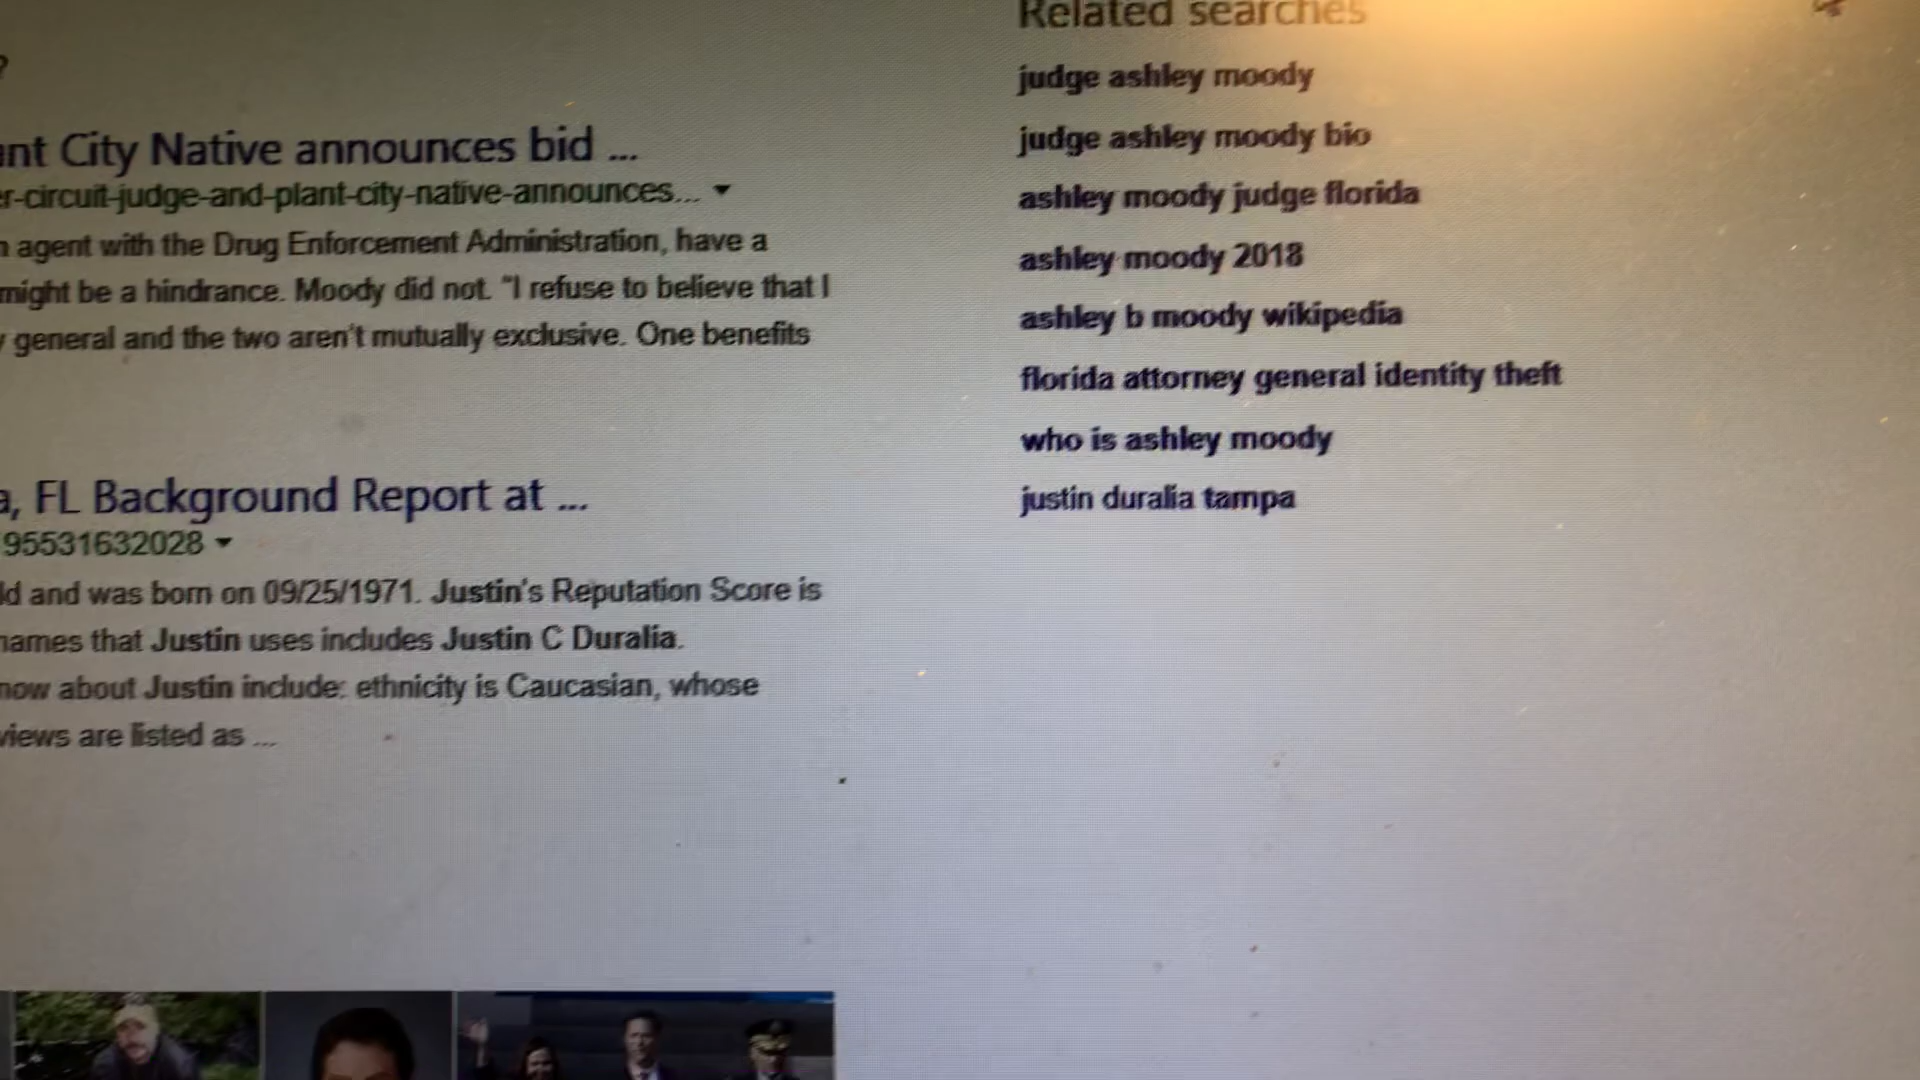 ?
nt City Native announces bid ...
r-circuit-judge-and-plant-city-native-announces...
agent with the Drug Enforcement Administration, have a
might be a hindrance. Moody did not. "I refuse to believe that I
general and the two aren't mutually exclusive. One benefits
a, FL Background Report at ...
95531632028
ld and was born on 09/25/1971. Justin's Reputation Score is
names that Justin uses includes Justin C Duralia.
now about Justin include: ethnicity is Caucasian, whose
views are listed as ...
Related searches
judge ashley moody
judge ashley moody bio
ashley moody judge florida
ashley moody 2018
ashley b moody wikipedia
florida attorney general identity theft
who is ashley moody
justin duralia tampa